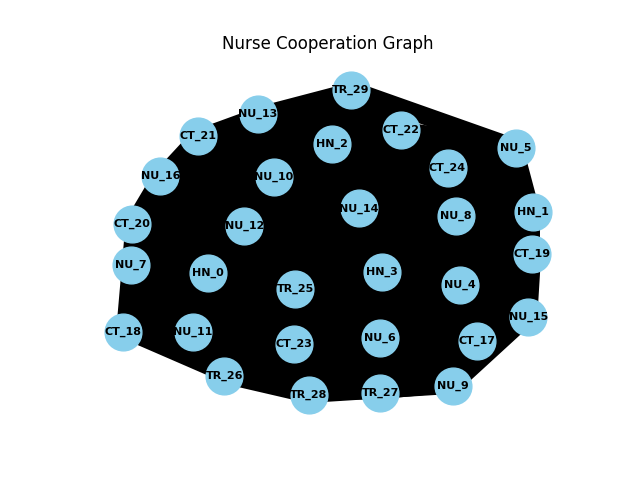 Nurse Cooperation Graph
TR_29
NU_13
CT_22
CT_21
HN_2
NU_5
CT_24
NU_16
NU_10
NU_14
HN_1
NU_8
CT_20
NU_12
CT_19
NU_7
HN_0
HN_3
NU_4
TR_25
NU_15
CT_18
NU_11
NU_6
CT_17
CT_23
TR_26
NU_9
TR_27
TR_28